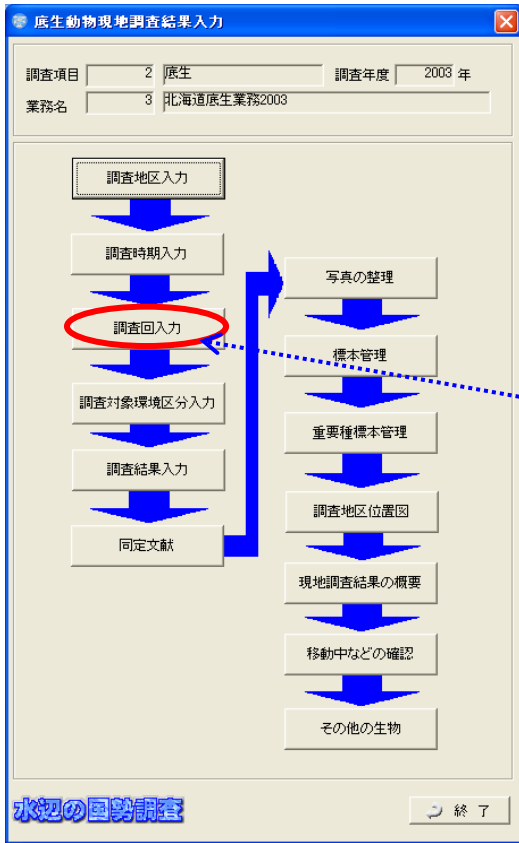 底生動物現地調査結果入力
調査項目 2 底生 調査年度 2003 年
業務名 3 北海道底生業務2003
調査地区入力
調査時期入力
調査回入力
調査対象環境区分入力
調査結果入力
同定文献
写真の整理
標本管理
重要種標本管理
調査地区位置図
現地調査結果の概要
移動中などの確認
その他の生物
水辺の国勢調査
終 了